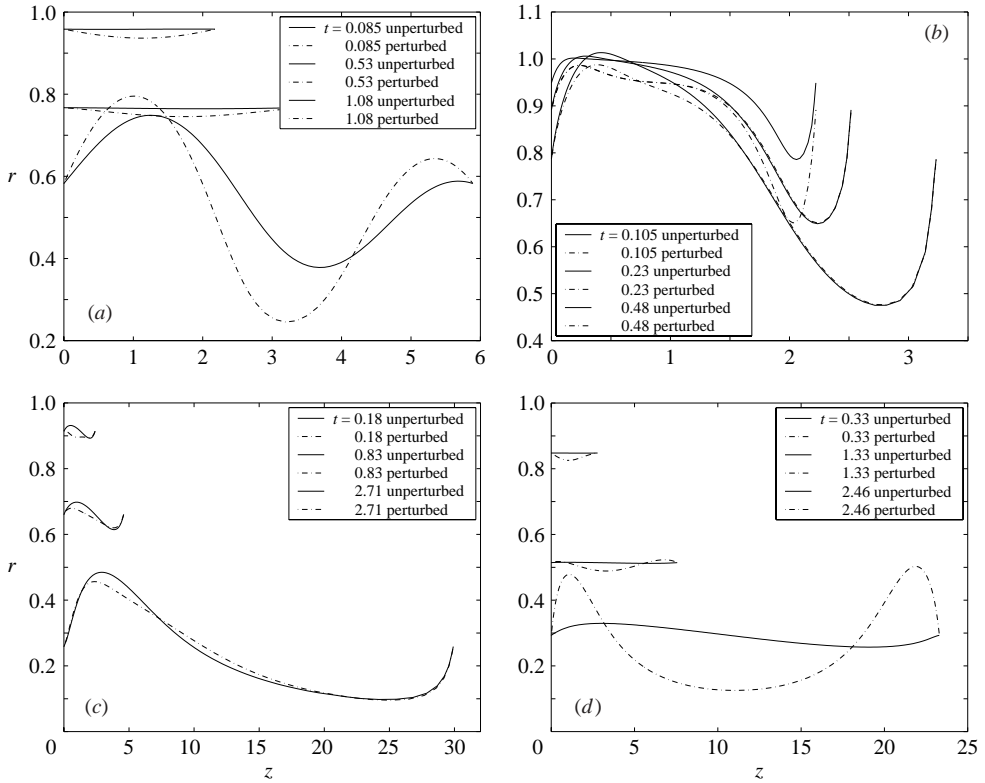 1.0
0.8
r 0.6
0.4
0.2
0 1 2 3 4 5 6
(a)
t = 0.085 unperturbed
0.085 perturbed
0.53 unperturbed
0.53 perturbed
1.08 unperturbed
1.08 perturbed
1.1
1.0
0.9
0.8
0.7
0.6
0.5
0.4
0 1 2 3
(b)
t = 0.105 unperturbed
0.105 perturbed
0.23 unperturbed
0.23 perturbed
0.48 unperturbed
0.48 perturbed
1.0
0.8
0.6
r
0.4
0.2
0 5 10 15 20 25 30
z
(c)
t = 0.18 unperturbed
0.18 perturbed
0.83 unperturbed
0.83 perturbed
2.71 unperturbed
2.71 perturbed
1.0
0.8
0.6
0.4
0.2
0 5 10 15 20 25
z
(d)
t = 0.33 unperturbed
0.33 perturbed
1.33 unperturbed
1.33 perturbed
2.46 unperturbed
2.46 perturbed